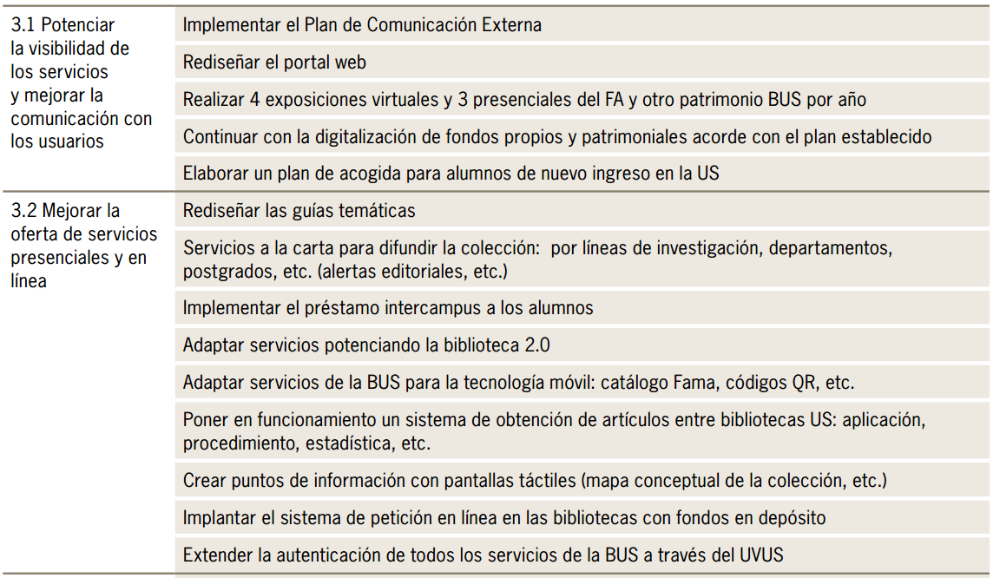 3.1 Potenciar
la visibilidad de
los servicios
y mejorar la
comunicación con
los usuarios
Implementar el Plan de Comunicación Externa
Rediseñar el portal web
Realizar 4 exposiciones virtuales y 3 presenciales del FA y otro patrimonio BUS por año
Continuar con la digitalización de fondos propios y patrimoniales acorde con el plan establecido
Elaborar un plan de acogida para alumnos de nuevo ingreso en la US
3.2 Mejorar la
oferta de servicios
presenciales y en
línea
Rediseñar las guías temáticas
Servicios a la carta para difundir la colección: por líneas de investigación, departamentos,
postgrados, etc. (alertas editoriales, etc.)
Implementar el préstamo intercampus a los alumnos
Adaptar servicios potenciando la biblioteca 2.0
Adaptar servicios de la BUS para la tecnología móvil: catálogo Fama, códigos QR, etc.
Poner en funcionamiento un sistema de obtención de artículos entre bibliotecas US: aplicación,
procedimiento, estadística, etc.
Crear puntos de información con pantallas táctiles (mapa conceptual de la colección, etc.)
Implantar el sistema de petición en línea en las bibliotecas con fondos en depósito
Extender la autenticación de todos los servicios de la BUS a través del UVUS